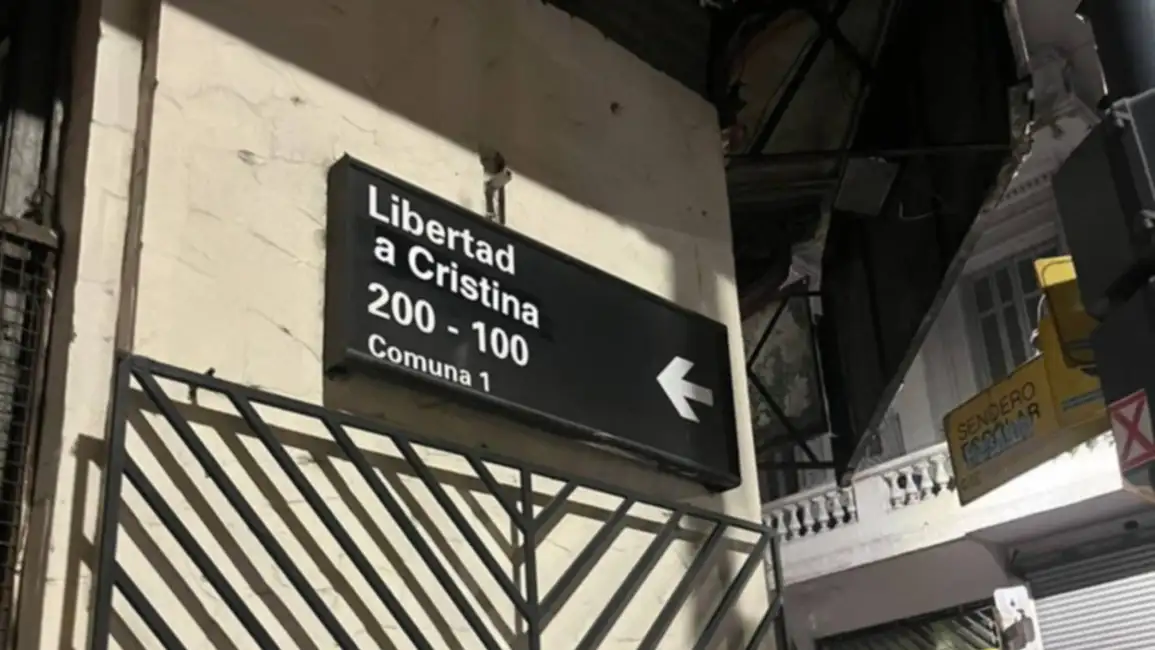 Libertad
a Cristina
200 - 100
Comuna 1
SENDERO